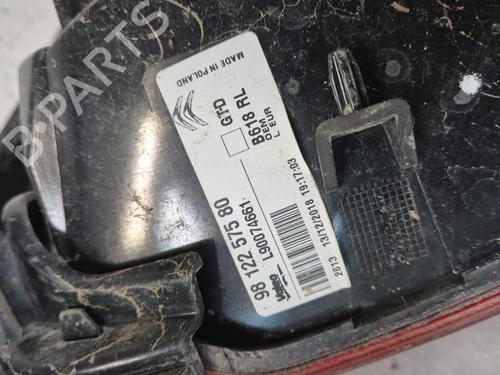 MADE IN POLAND
GTD
B618 RL
OEM
L EUR
98 122 575 80
L90074661
Valeo
2613 13/12/2018 19:17:03
B-PARTS